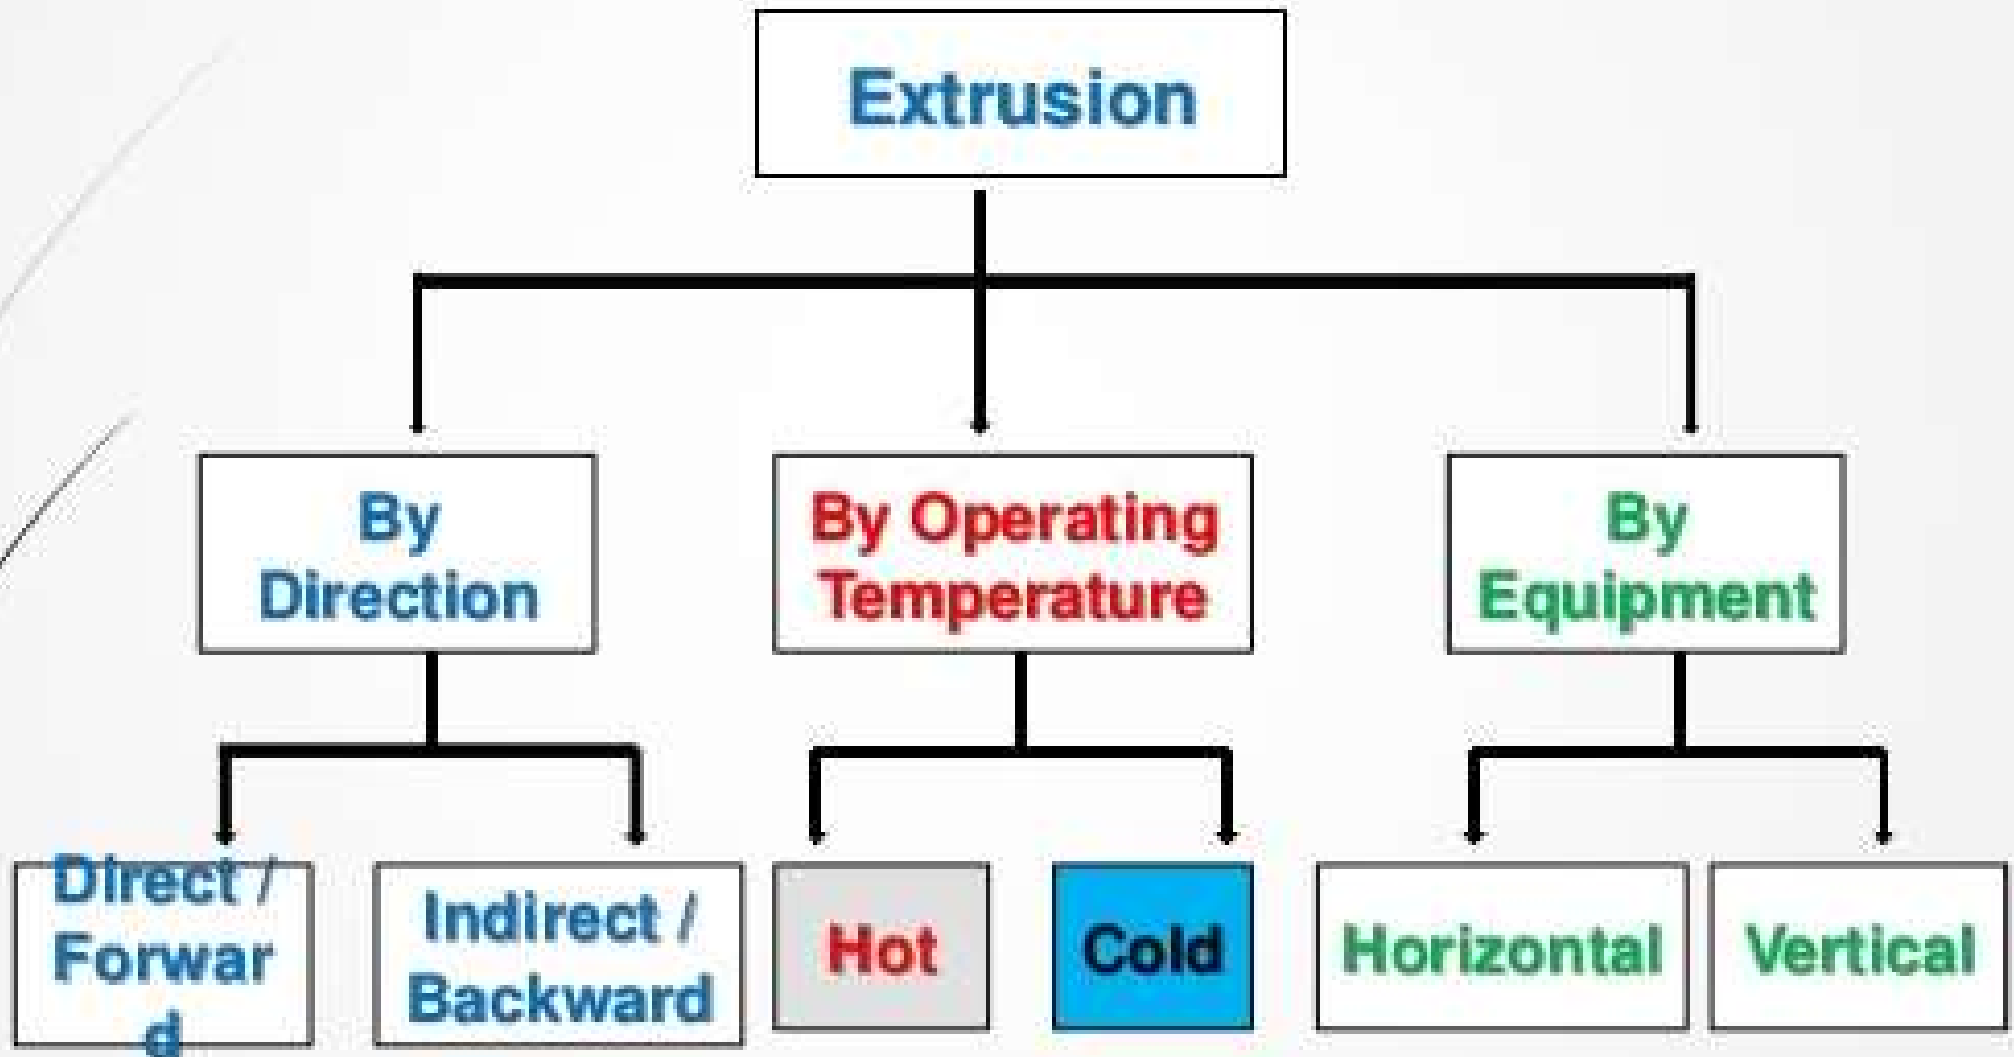 Extrusion
By
Direction
By Operating
Temperature
By
Equipment
Direct /
Forwar
d
Indirect /
Backward
Hot
Cold
Horizontal
Vertical